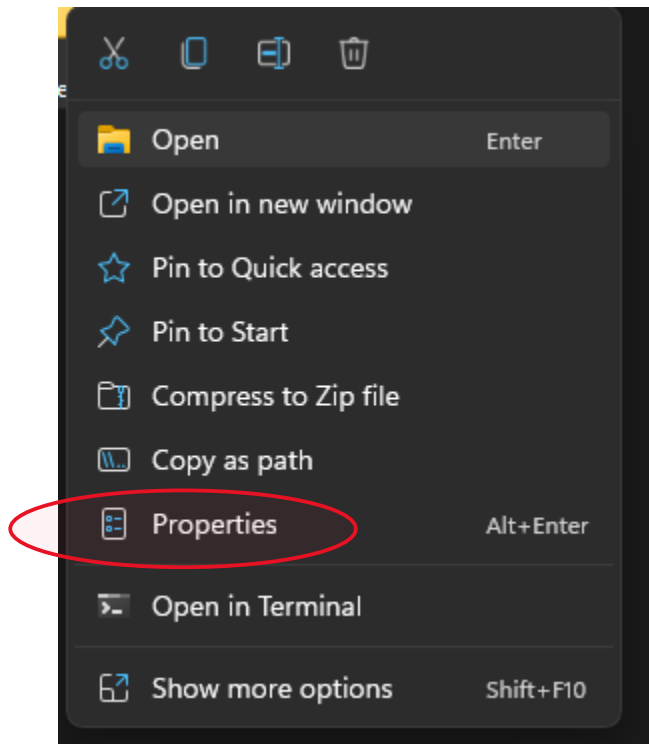 e
Open Enter
Open in new window
Pin to Quick access
Pin to Start
Compress to Zip file
Copy as path
Properties Alt+Enter
Open in Terminal
Show more options Shift+F10